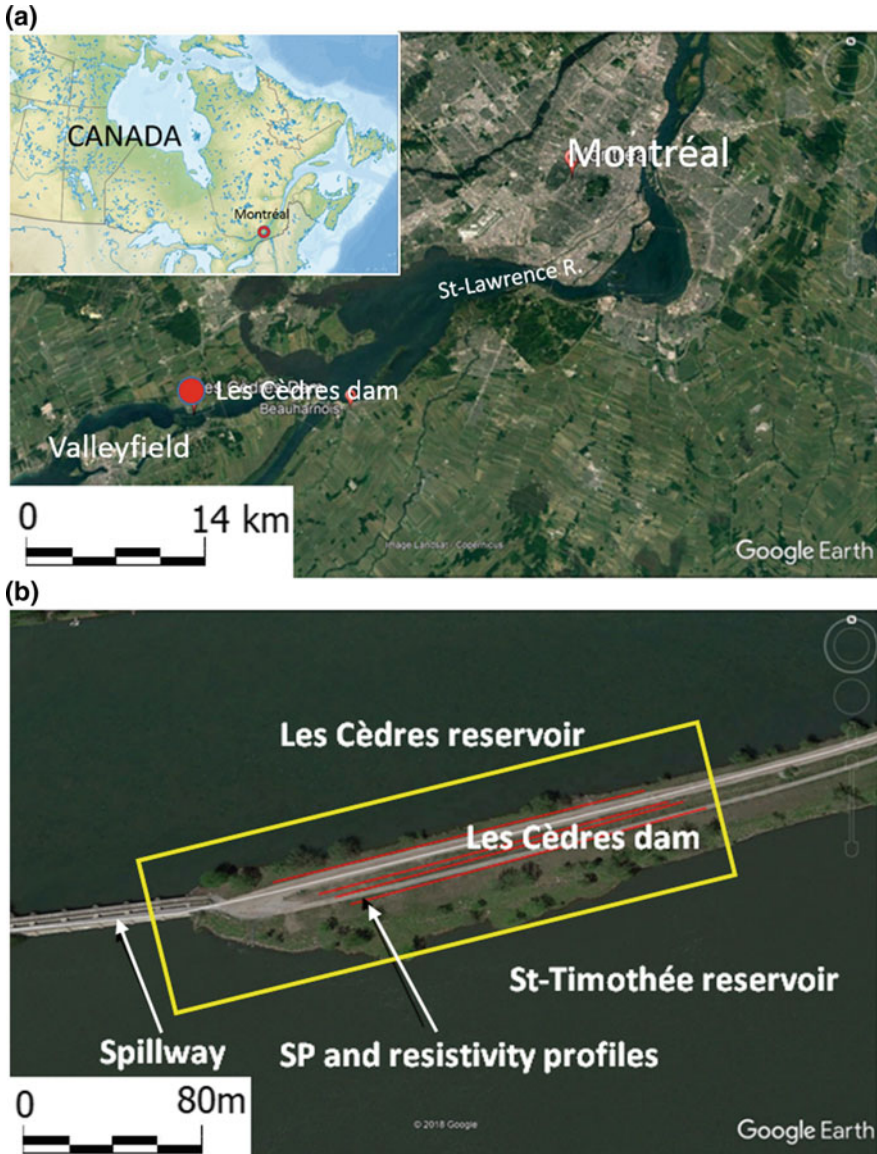 (a)
CANADA
Montréal
Montréal
St-Lawrence R.
Les Cèdres dam
Beauharnois
Valleyfield
0 14 km
Image Landsat / Copernicus
Google Earth
(b)
Les Cèdres reservoir
Les Cèdres dam
St-Timothée reservoir
Spillway
SP and resistivity profiles
0 80m
© 2018 Google
Google Earth